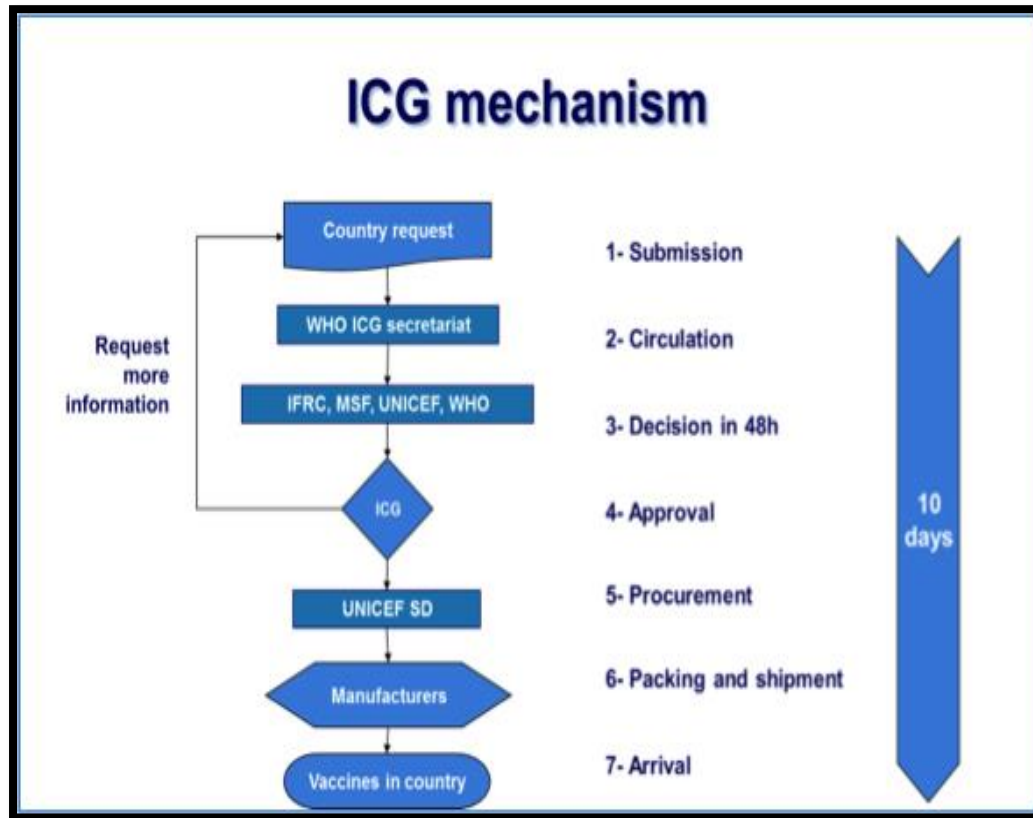 ICG mechanism
Country request
1- Submission
WHO ICG secretariat
2- Circulation
Request
more
information
IFRC, MSF, UNICEF, WHO
3- Decision in 48h
ICG
4- Approval
10
days
UNICEF SD
5- Procurement
Manufacturers
6- Packing and shipment
Vaccines in country
7- Arrival